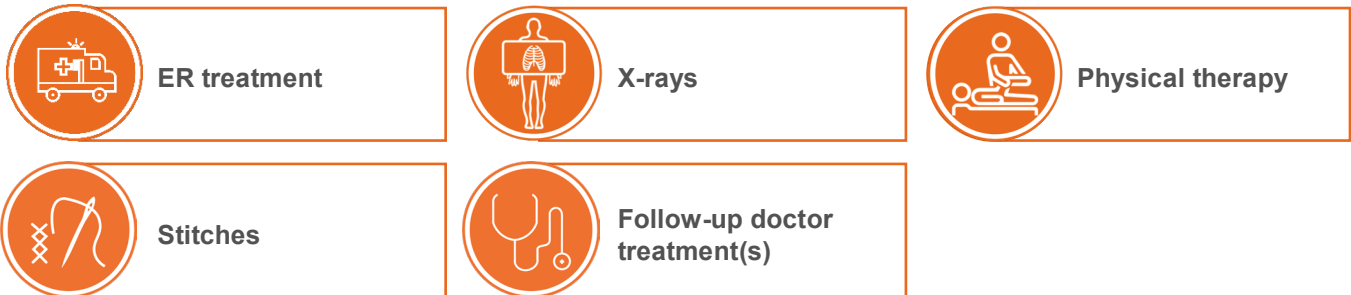 ER treatment
X-rays
Physical therapy
Stitches
Follow-up doctor
treatment(s)